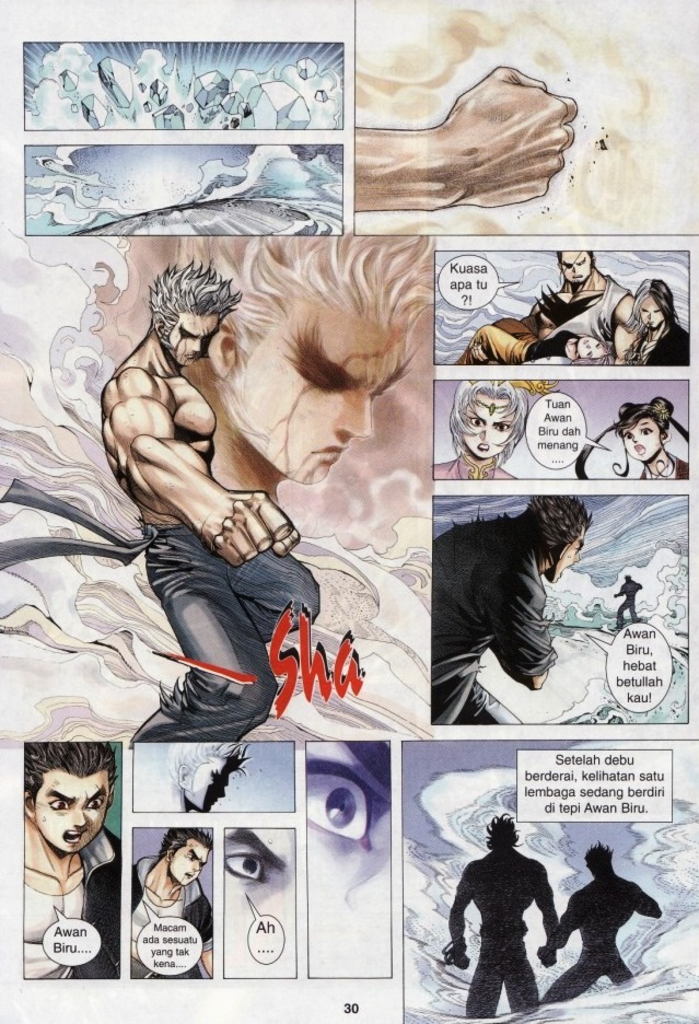 Kuasa
apa tu
?!
Tuan
Awan
Biru dah
menang
....
Sha
Awan
Biru,
hebat
betullah
kau!
Awan
Biru....
Macam
ada sesuatu
yang tak
kena....
Ah
....
Setelah debu
berderai, kelihatan satu
lembaga sedang berdiri
di tepi Awan Biru.
30